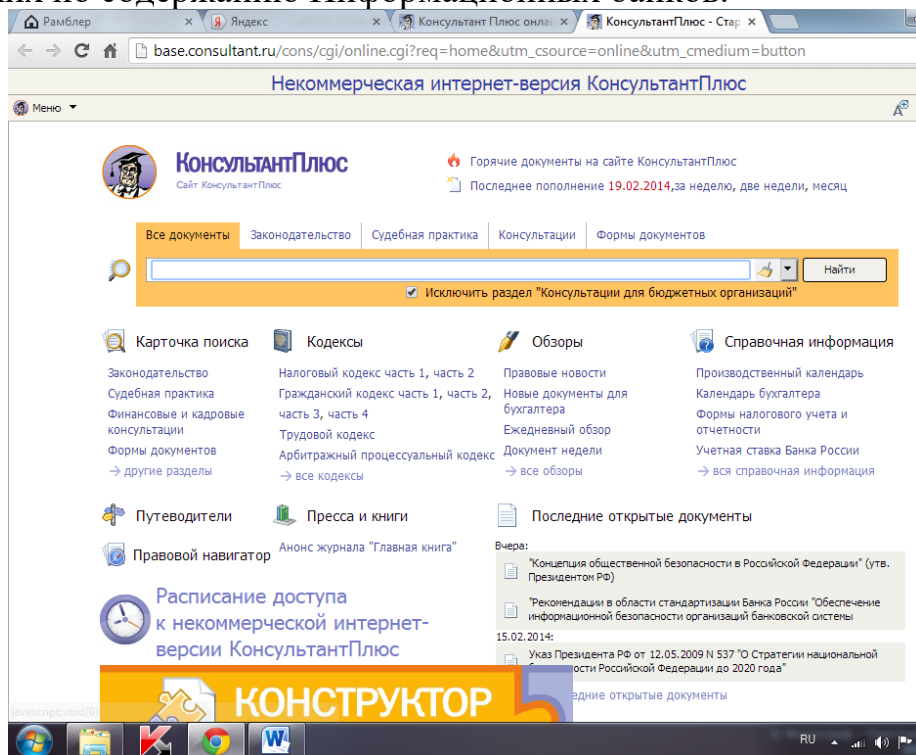 по содержанию Информационных банков.
Рамблер
Яндекс
Консультант Плюс онла
КонсультантПлюс - Стар
base.consultant.ru/cons/cgi/online.cgi?req=home&utm_csource=online&utm_cmedium=button
Некоммерческая интернет-версия КонсультантПлюс
Меню
КонсультантПлюс
Сайт КонсультантПлюс
Горячие документы на сайте КонсультантПлюс
Последнее пополнение 19.02.2014,за неделю, две недели, месяц
Все документы Законодательство Судебная практика Консультации Формы документов
Найти
Исключить раздел "Консультации для бюджетных организаций"
Карточка поиска
Законодательство
Судебная практика
Финансовые и кадровые
консультации
Формы документов
→ другие разделы
Кодексы
Налоговый кодекс часть 1, часть 2
Гражданский кодекс часть 1, часть 2,
часть 3, часть 4
Трудовой кодекс
Арбитражный процессуальный кодекс
→ все кодексы
Обзоры
Правовые новости
Новые документы для
бухгалтера
Ежедневный обзор
Документ недели
→ все обзоры
Справочная информация
Производственный календарь
Календарь бухгалтера
Формы налогового учета и
отчетности
Учетная ставка Банка России
→ вся справочная информация
Путеводители
Правовой навигатор
Пресса и книги
Анонс журнала "Главная книга"
Последние открытые документы
Вчера:
"Концепция общественной безопасности в Российской Федерации" (утв.
Президентом РФ)
"Рекомендации в области стандартизации Банка России "Обеспечение
информационной безопасности организаций банковской системы
15.02.2014:
Указ Президента РФ от 12.05.2009 N 537 "О Стратегии национальной
ости Российской Федерации до 2020 года"
едние открытые документы
Расписание доступа
к некоммерческой интернет-
версии КонсультантПлюс
КОНСТРУКТОР
javascript:void(0)
RU